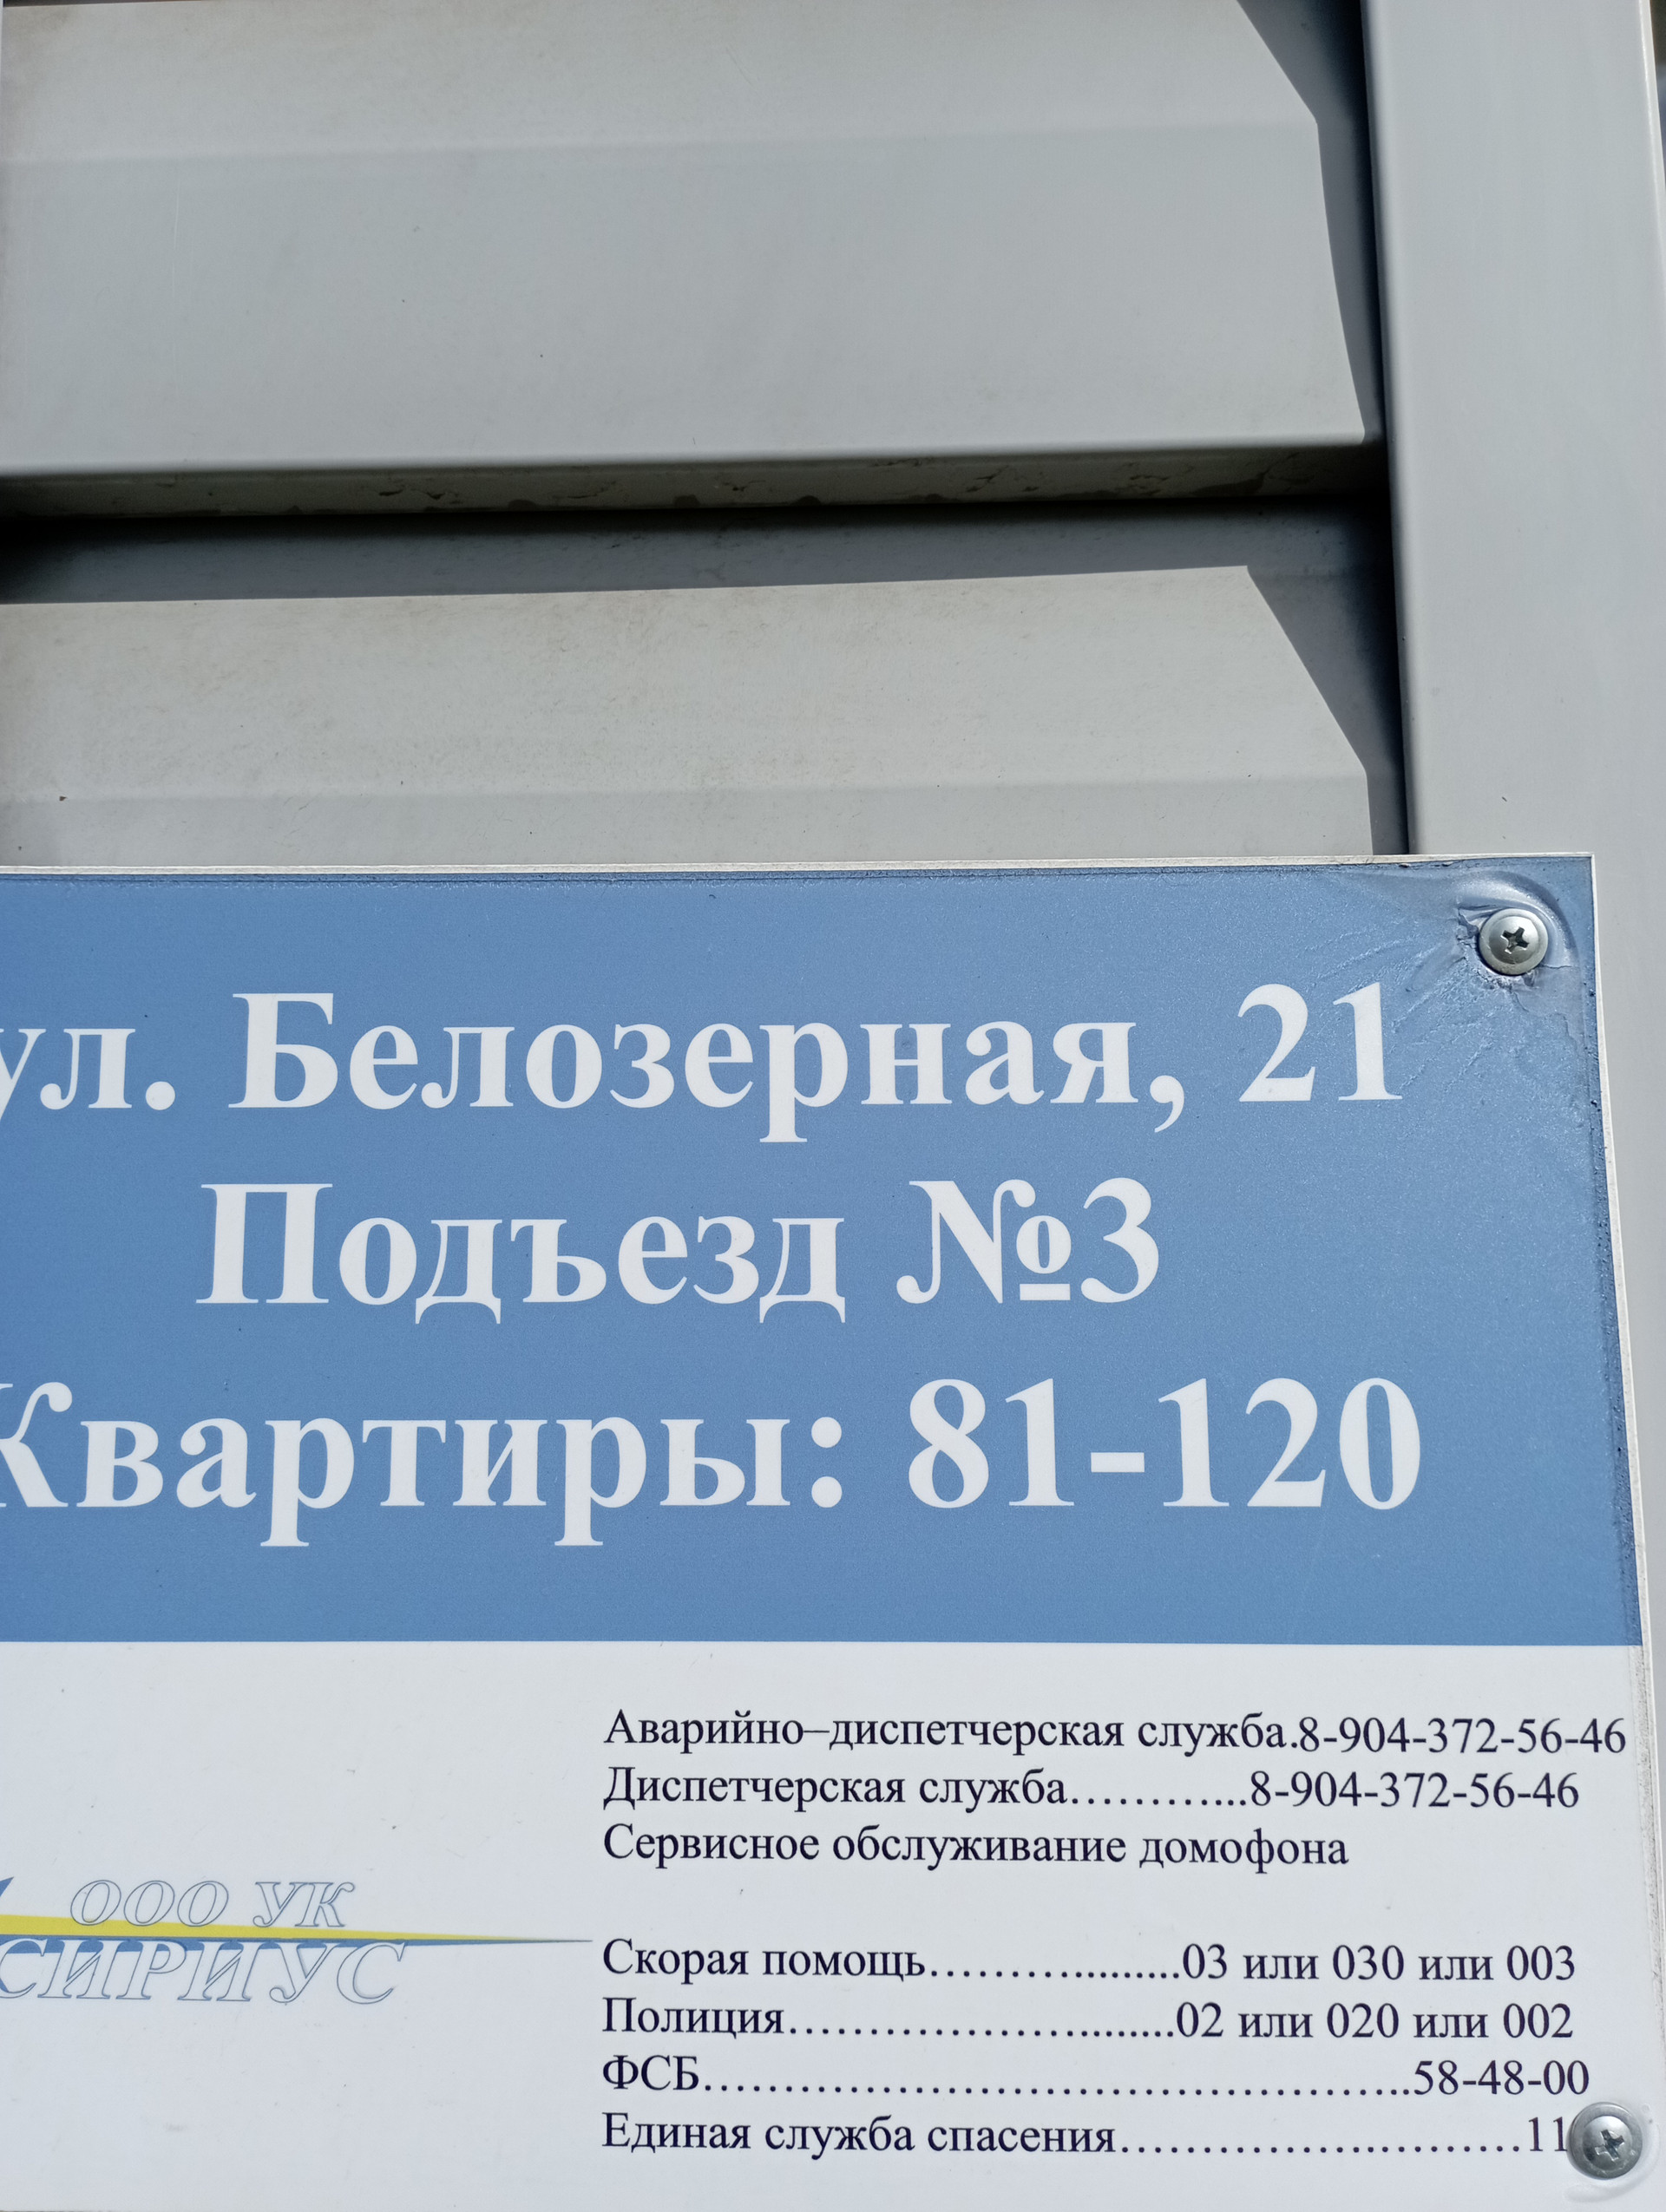 ул. Белозерная, 21
Подъезд №3
Квартиры: 81-120
Аварийно–диспетчерская служба.8-904-372-56-46
Диспетчерская служба…………...8-904-372-56-46
Сервисное обслуживание домофона
ООО УК
СИРИУС
Скорая помощь………..........03 или 030 или 003
Полиция…………………........02 или 020 или 002
ФСБ…………………………………………..58-48-00
Единая служба спасения……………..………11